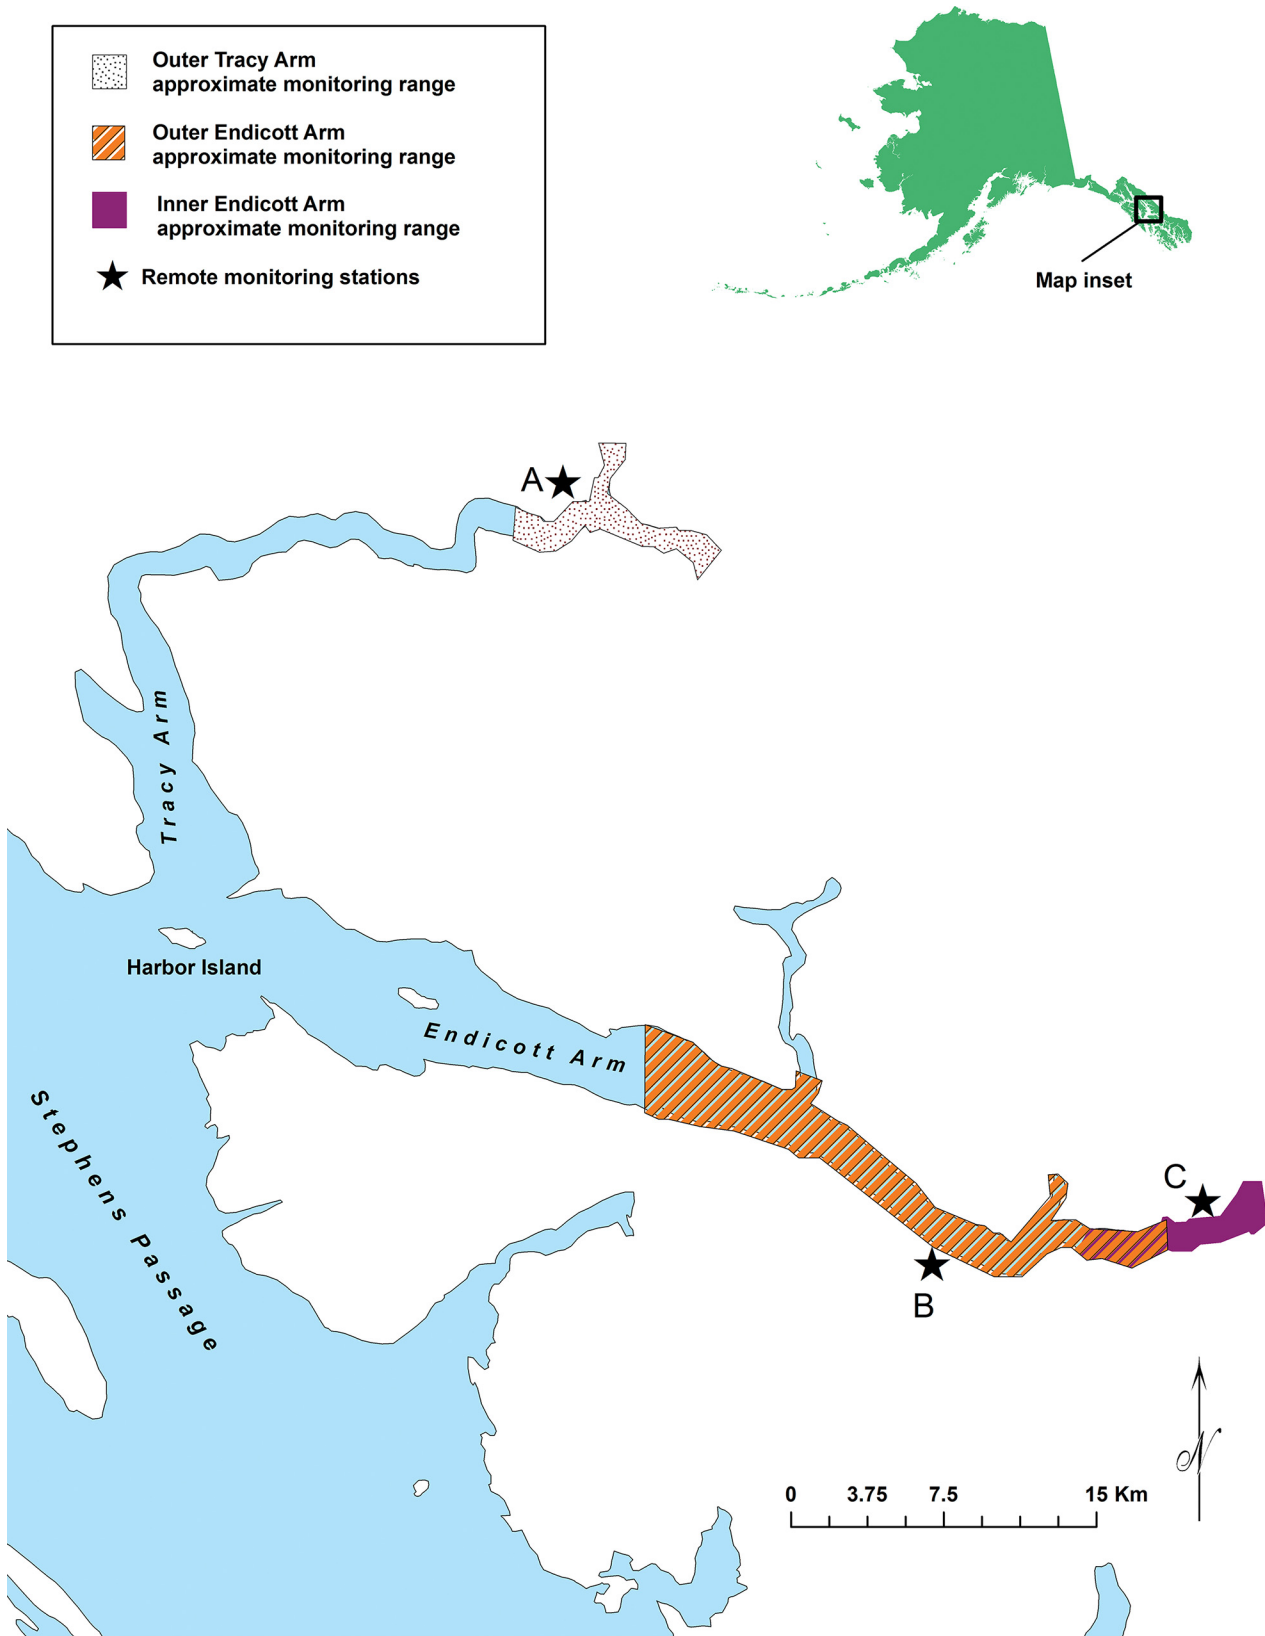 Outer Tracy Arm
approximate monitoring range
Outer Endicott Arm
approximate monitoring range
Inner Endicott Arm
approximate monitoring range
Remote monitoring stations
Map inset
A
Tracy Arm
Harbor Island
Endicott Arm
Stephens Passage
C
B
N
0 3.75 7.5 15 Km